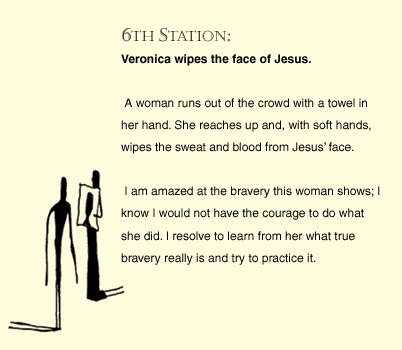 6TH STATION:
Veronica wipes the face of Jesus.
A woman runs out of the crowd with a towel in
her hand. She reaches up and, with soft hands,
wipes the sweat and blood from Jesus' face.
I am amazed at the bravery this woman shows; I
know I would not have the courage to do what
she did. I resolve to learn from her what true
bravery really is and try to practice it.